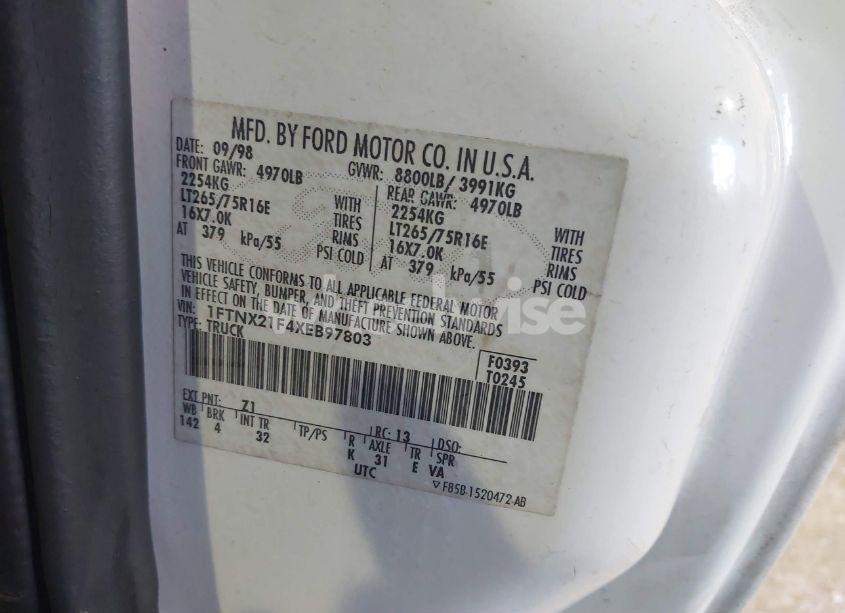 MFD. BY FORD MOTOR CO. IN U.S.A.
DATE: 09/98 GVWR: 8800LB/ 3991KG
FRONT GAWR: 4970LB REAR GAWR: 4970LB
2254KG WITH 2254KG WITH
LT265/75R16E TIRES LT265/75R16E TIRES
16X7.0K RIMS 16X7.0K RIMS
AT 379 kPa/55 PSI COLD AT 379 kPa/55 PSI COLD
THIS VEHICLE CONFORMS TO ALL APPLICABLE FEDERAL MOTOR
VEHICLE SAFETY, BUMPER, AND THEFT PREVENTION STANDARDS
IN EFFECT ON THE DATE OF MANUFACTURE SHOWN ABOVE.
VIN: 1FTNX21F4XEB97803
TYPE: TRUCK
F0393
T0245
EXT PNT: Z1 RC: 13 DSO:
WB BRK INT TR TP/PS R AXLE TR SPR
142 4 32 K 31 E VA
UTC
F85B-1520472-AB